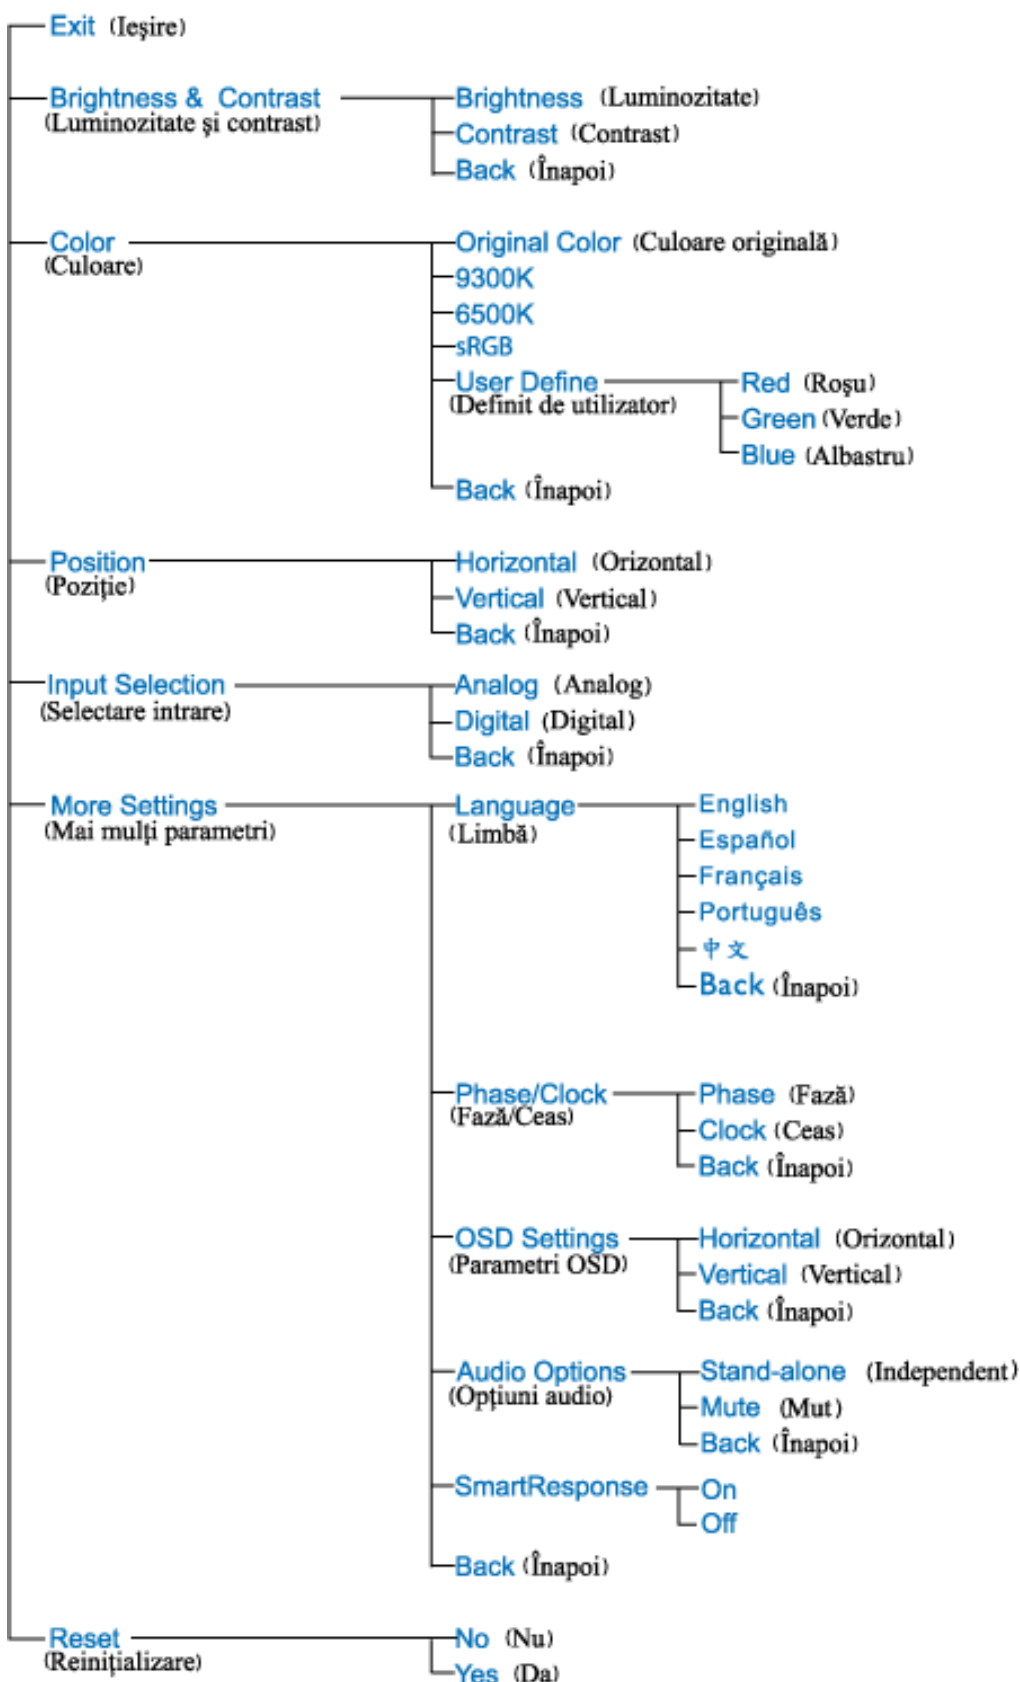 Exit (Ieşire)
Brightness & Contrast
(Luminozitate şi contrast)
Brightness (Luminozitate)
Contrast (Contrast)
Back (Înapoi)
Color
(Culoare)
Original Color (Culoare originală)
9300K
6500K
sRGB
User Define
(Definit de utilizator)
Red (Roşu)
Green (Verde)
Blue (Albastru)
Back (Înapoi)
Position
(Poziţie)
Horizontal (Orizontal)
Vertical (Vertical)
Back (Înapoi)
Input Selection
(Selectare intrare)
Analog (Analog)
Digital (Digital)
Back (Înapoi)
More Settings
(Mai mulţi parametri)
Language
(Limbă)
English
Español
Français
Português
中文
Back (Înapoi)
Phase/Clock
(Fază/Ceas)
Phase (Fază)
Clock (Ceas)
Back (Înapoi)
OSD Settings
(Parametri OSD)
Horizontal (Orizontal)
Vertical (Vertical)
Back (Înapoi)
Audio Options
(Opţiuni audio)
Stand-alone (Independent)
Mute (Mut)
Back (Înapoi)
SmartResponse
On
Off
Back (Înapoi)
Reset
(Reiniţializare)
No (Nu)
Yes (Da)